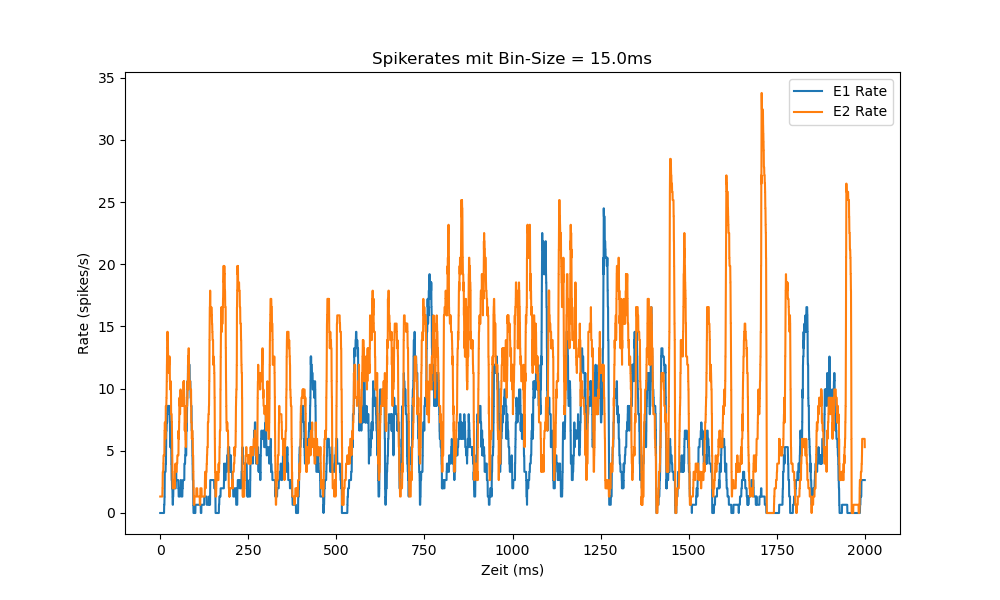 Spikerates mit Bin-Size = 15.0ms
E1 Rate
E2 Rate
Rate (spikes/s)
35
30
25
20
15
10
5
0
0 250 500 750 1000 1250 1500 1750 2000
Zeit (ms)